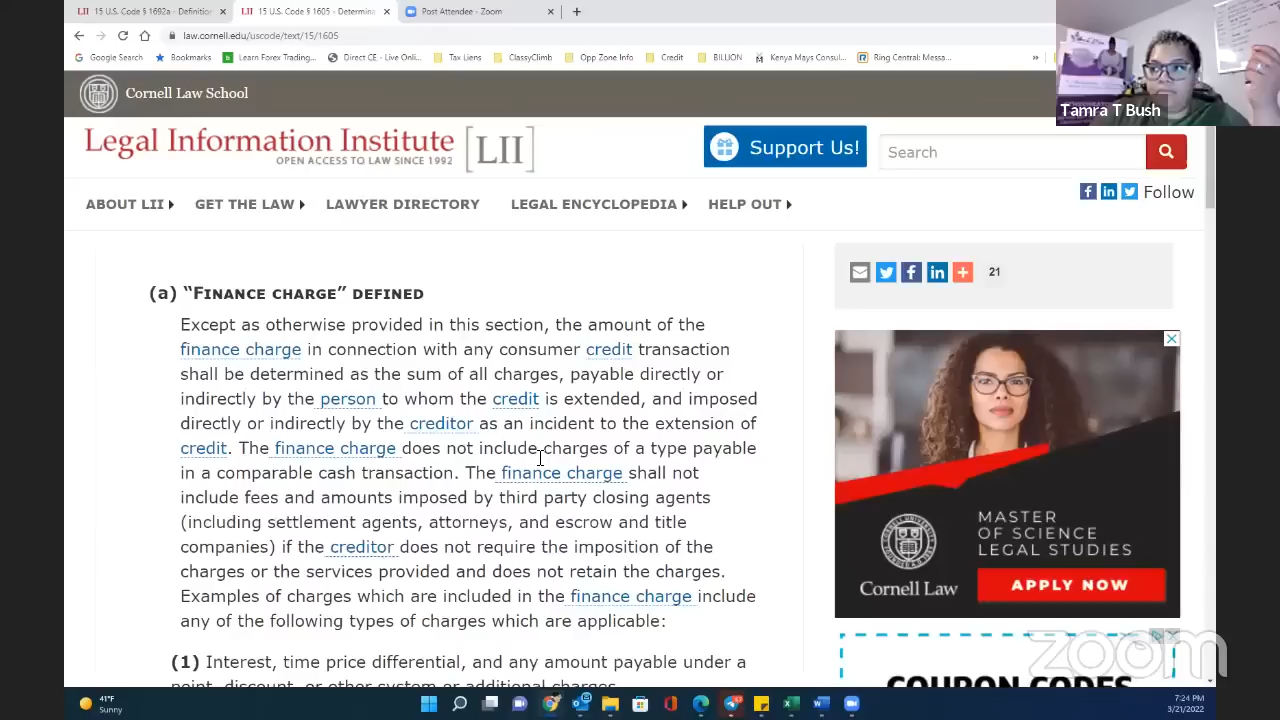 15 U.S. Code § 1692a - Definition
15 U.S. Code § 1605 - Determina
Post Attendee - Zoom
law.cornell.edu/uscode/text/15/1605
Google Search
Bookmarks
Learn Forex Trading...
Direct CE - Live Onli...
Tax Liens
ClassyClimb
Opp Zone Info
Credit
BILLION
Kenya Mays Consul...
Ring Central: Messa...
Tamra T Bush
Cornell Law School
Legal Information Institute [LII]
OPEN ACCESS TO LAW SINCE 1992
Support Us!
Search
ABOUT LII
GET THE LAW
LAWYER DIRECTORY
LEGAL ENCYCLOPEDIA
HELP OUT
Follow
(a) “FINANCE CHARGE” DEFINED
Except as otherwise provided in this section, the amount of the
finance charge in connection with any consumer credit transaction
shall be determined as the sum of all charges, payable directly or
indirectly by the person to whom the credit is extended, and imposed
directly or indirectly by the creditor as an incident to the extension of
credit. The finance charge does not include charges of a type payable
in a comparable cash transaction. The finance charge shall not
include fees and amounts imposed by third party closing agents
(including settlement agents, attorneys, and escrow and title
companies) if the creditor does not require the imposition of the
charges or the services provided and does not retain the charges.
Examples of charges which are included in the finance charge include
any of the following types of charges which are applicable:
(1) Interest, time price differential, and any amount payable under a
point, discount, or other system or additional charges.
21
MASTER
OF SCIENCE
LEGAL STUDIES
Cornell Law
APPLY NOW
COUPON CODES
zoom
41°F
Sunny
7:24 PM
3/21/2022